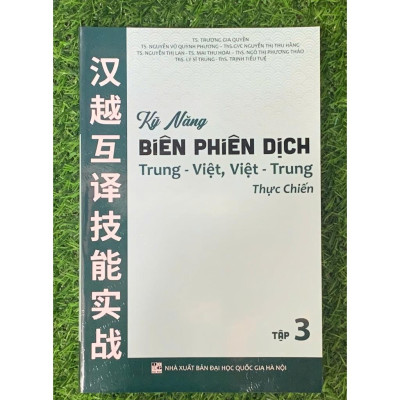 TS. TRƯƠNG GIA QUYỀN
TS. NGUYỄN VÕ QUỲNH PHƯƠNG - THS.GVC NGUYỄN THỊ THU HẰNG
TS. NGUYỄN THỊ LAN - TS. MAI THU HOÀI - THS. NGÔ THỊ PHƯƠNG THẢO
THS. LÝ VĨ TRUNG - THS. TRỊNH TIỂU TUỆ
汉越互译技能实战
Kỹ Năng
BIÊN PHIÊN DỊCH
Trung - Việt, Việt - Trung
Thực Chiến
TẬP 3
NHÀ XUẤT BẢN ĐẠI HỌC QUỐC GIA HÀ NỘI